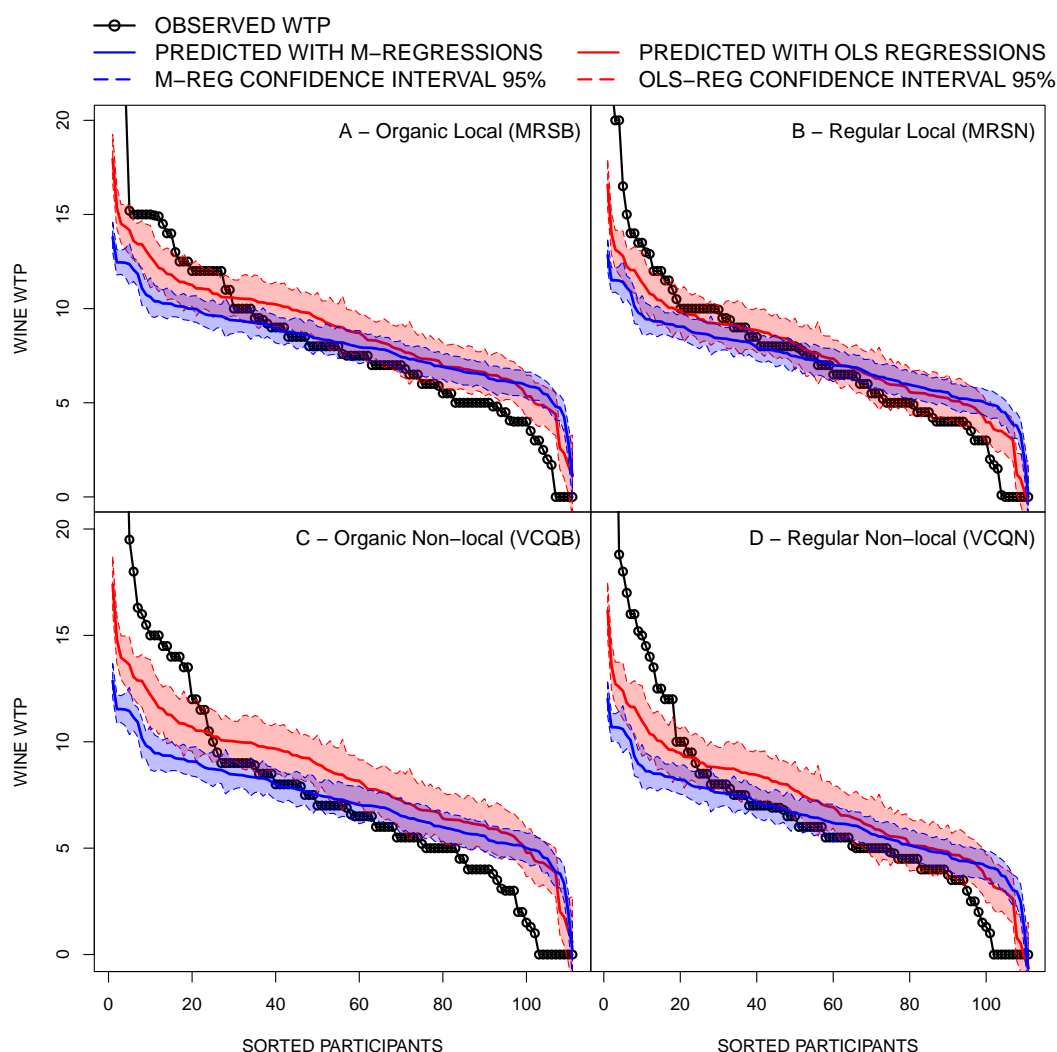 OBSERVED WTP
PREDICTED WITH M−REGRESSIONS PREDICTED WITH OLS REGRESSIONS
M−REG CONFIDENCE INTERVAL 95% OLS−REG CONFIDENCE INTERVAL 95%
A − Organic Local (MRSB)
B − Regular Local (MRSN)
20
15
10
5
0
WINE WTP
C − Organic Non−local (VCQB)
D − Regular Non−local (VCQN)
20
15
10
5
0
WINE WTP
0 20 40 60 80 100
0 20 40 60 80 100
SORTED PARTICIPANTS
SORTED PARTICIPANTS